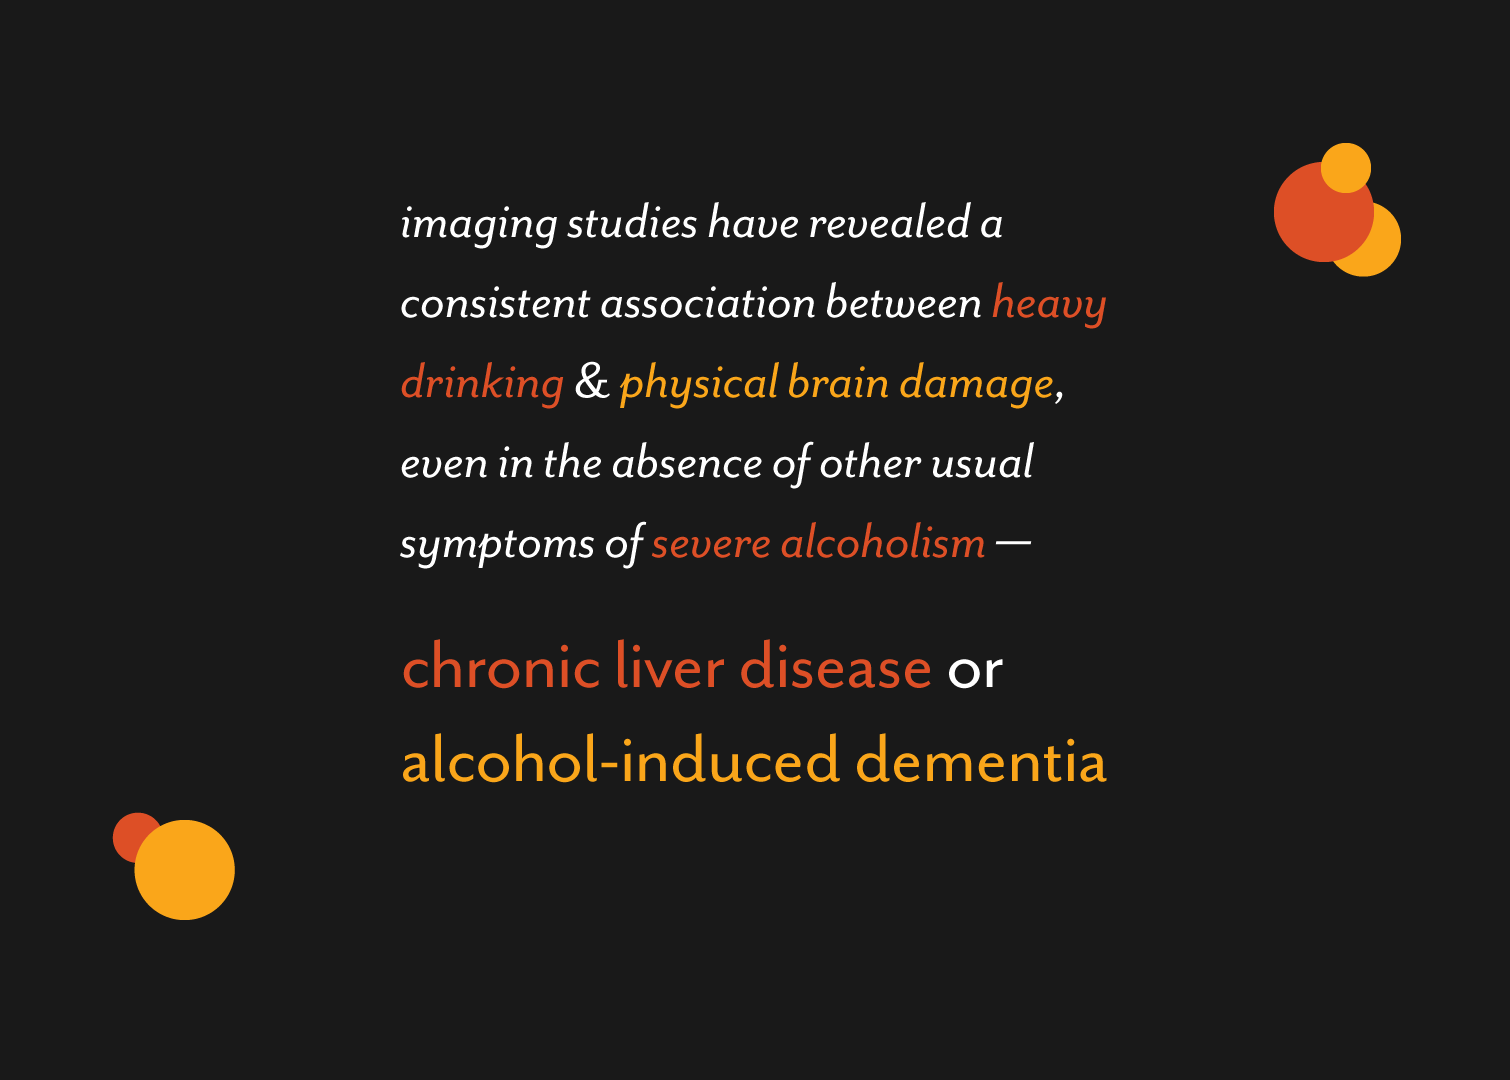 imaging studies have revealed a
consistent association between heavy
drinking & physical brain damage,
even in the absence of other usual
symptoms of severe alcoholism —
chronic liver disease or
alcohol-induced dementia